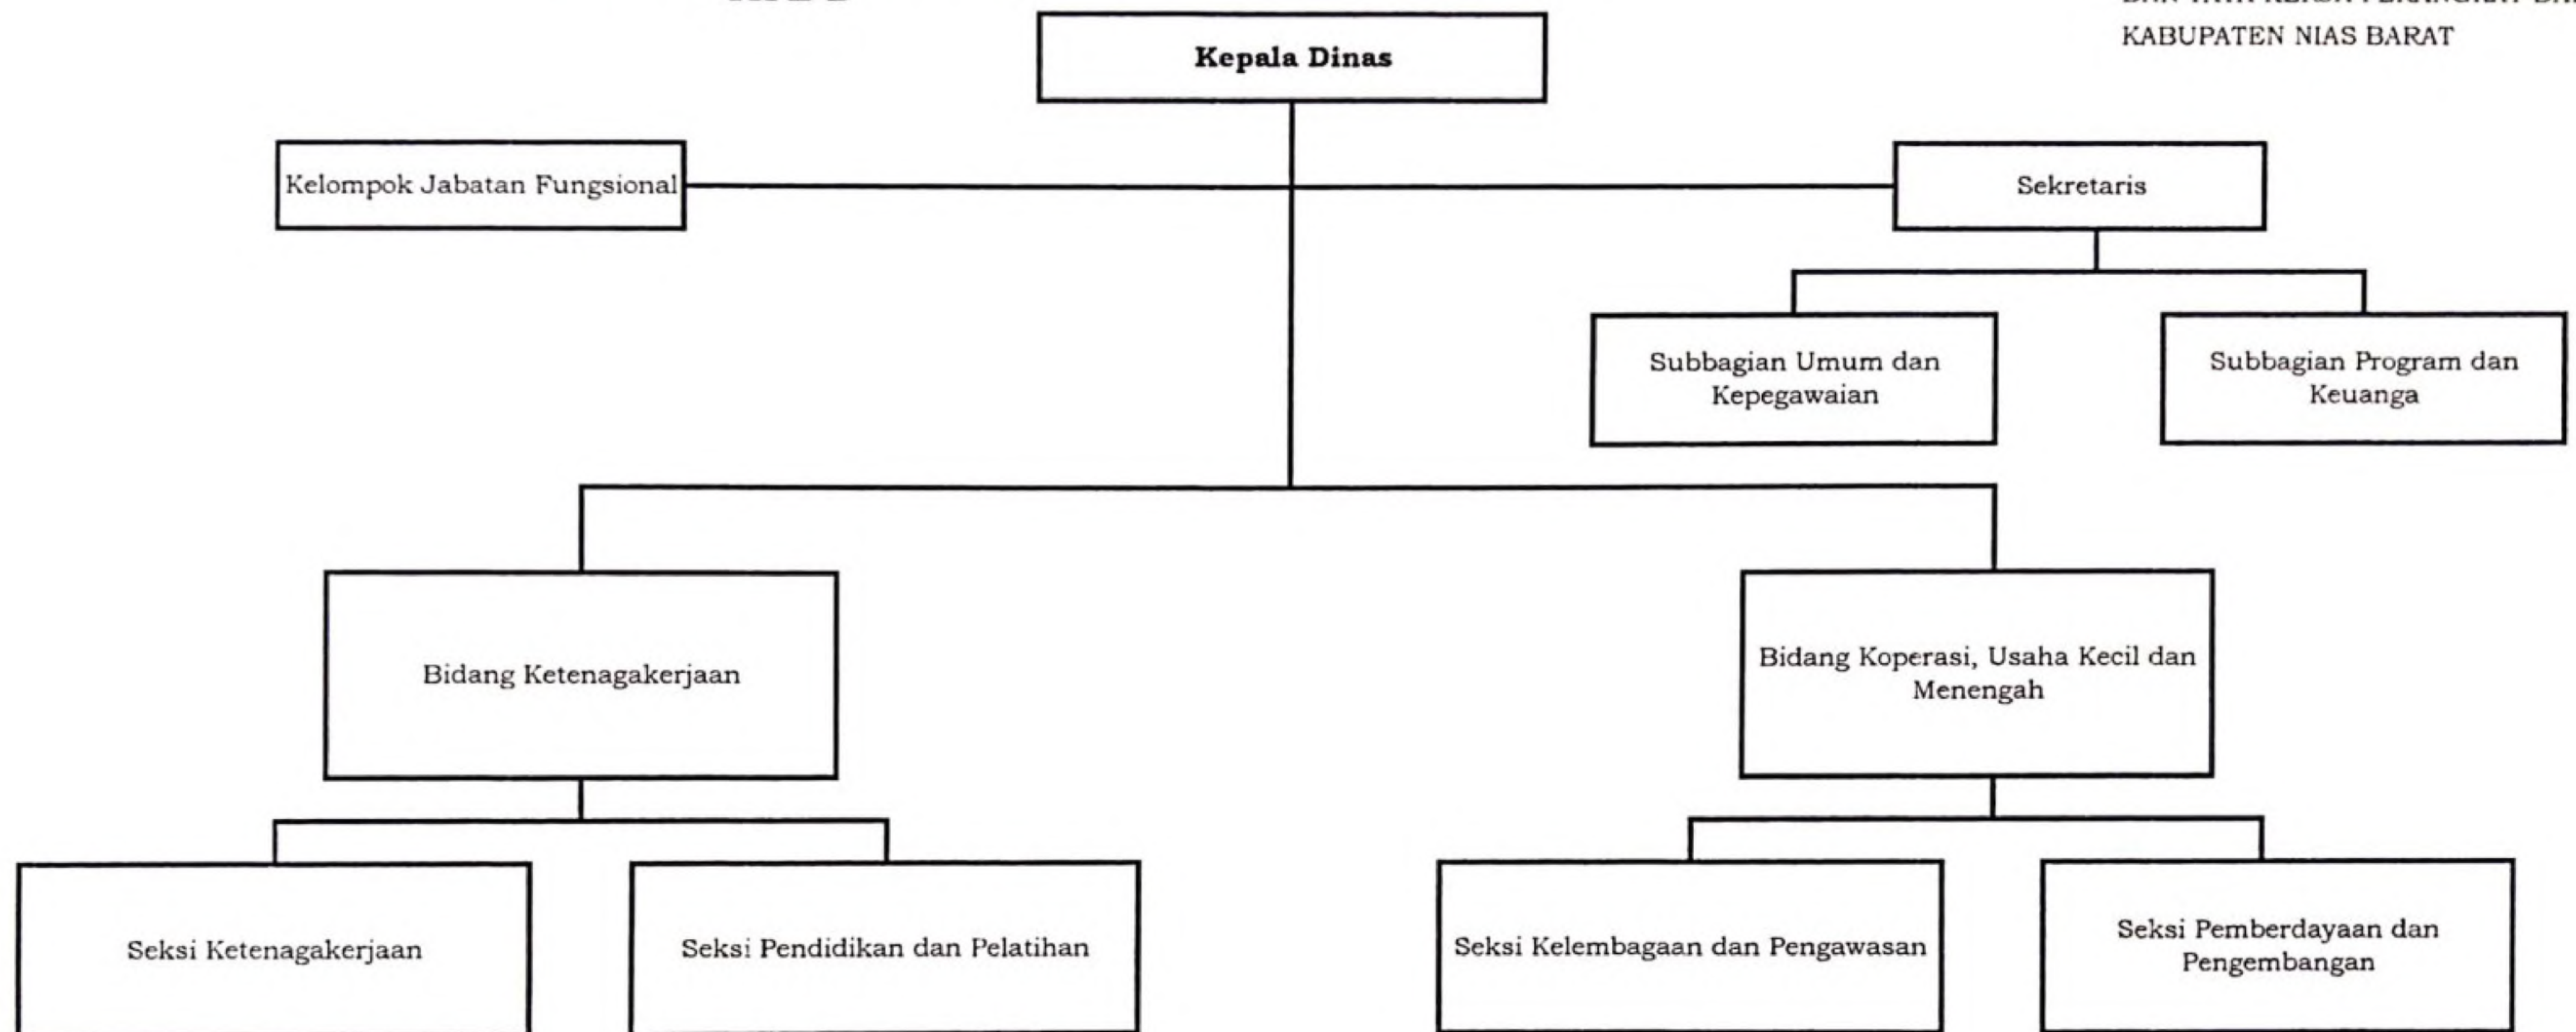 KABUPATEN NIAS BARAT
Kepala Dinas
Kelompok Jabatan Fungsional
Sekretaris
Subbagian Umum dan
Kepegawaian
Subbagian Program dan
Keuanga
Bidang Ketenagakerjaan
Bidang Koperasi, Usaha Kecil dan
Menengah
Seksi Ketenagakerjaan
Seksi Pendidikan dan Pelatihan
Seksi Kelembagaan dan Pengawasan
Seksi Pemberdayaan dan
Pengembangan